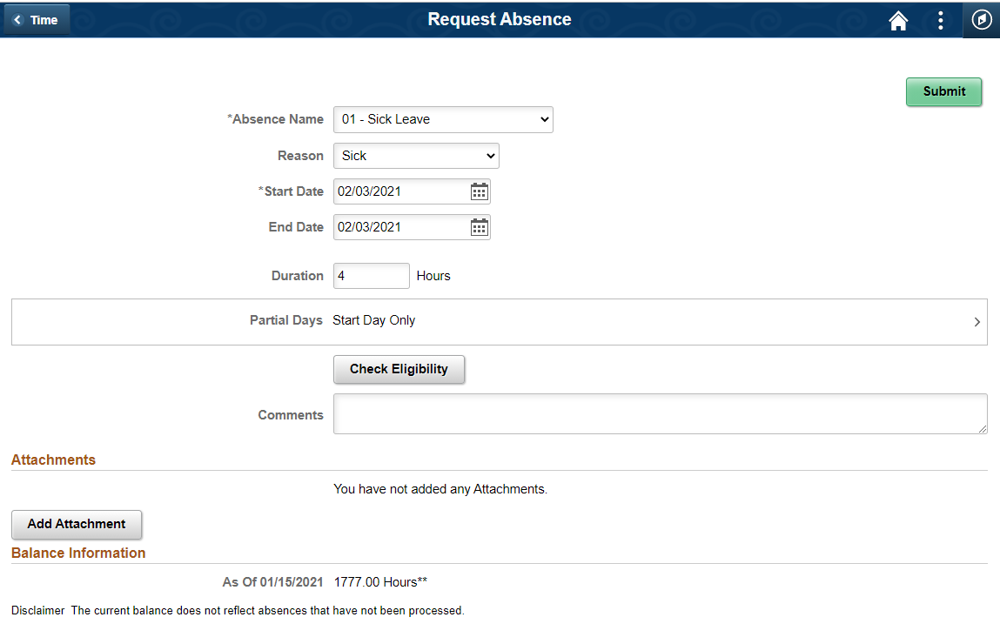 Time
Request Absence
Submit
*Absence Name 01 - Sick Leave
Reason Sick
*Start Date 02/03/2021
End Date 02/03/2021
Duration 4 Hours
Partial Days Start Day Only
Check Eligibility
Comments
Attachments
You have not added any Attachments.
Add Attachment
Balance Information
As Of 01/15/2021 1777.00 Hours**
Disclaimer The current balance does not reflect absences that have not been processed.